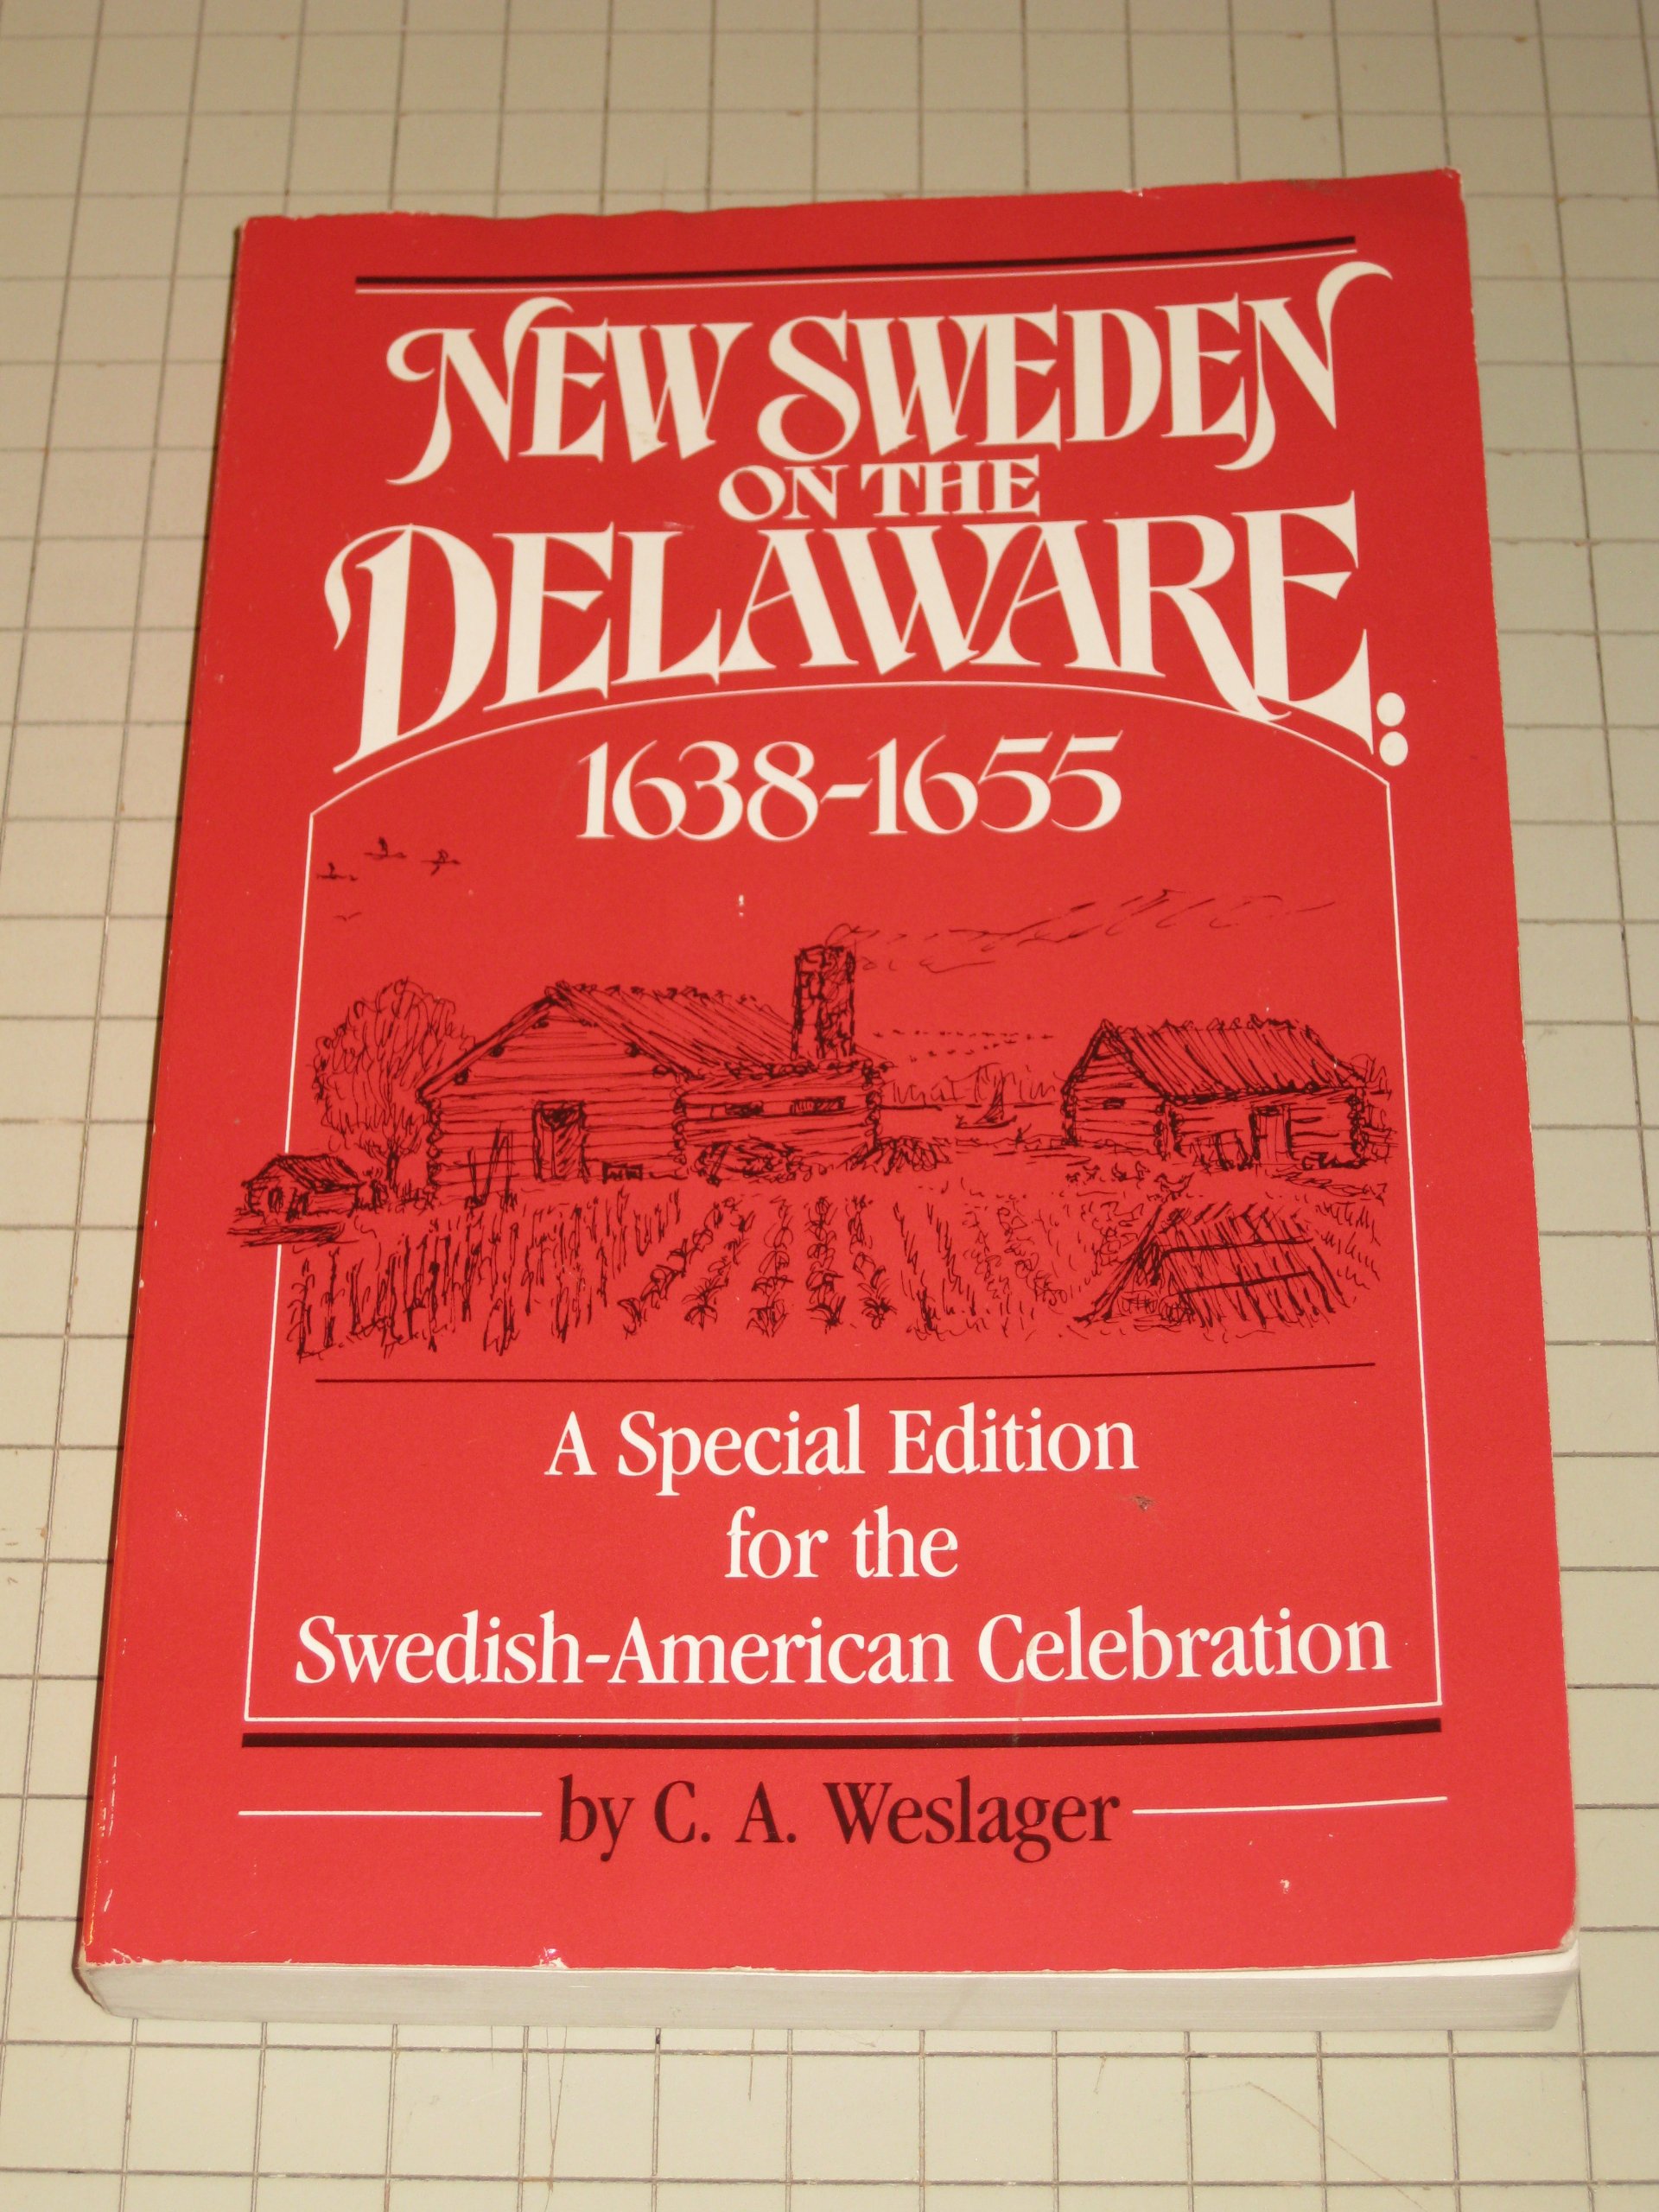 NEW SWEDEN
ON THE
DELAWARE:
1638-1655
A Special Edition
for the
Swedish-American Celebration
by C. A. Weslager